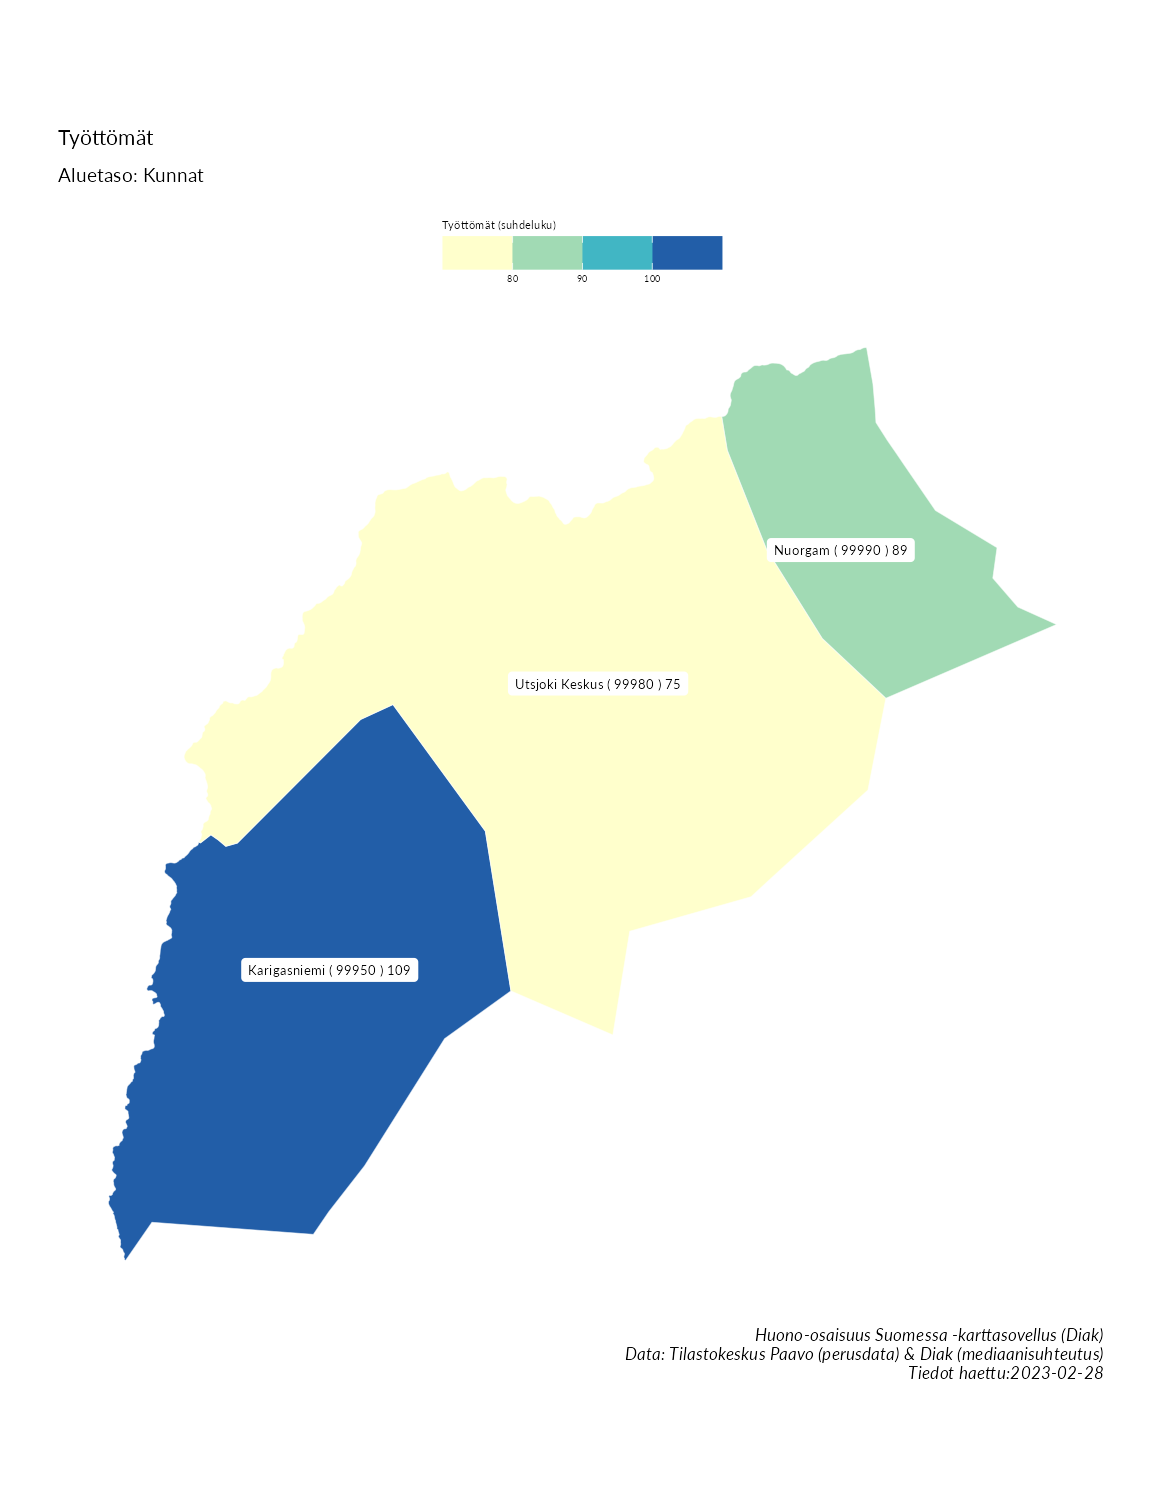 Työttömät
Aluetaso: Kunnat
Työttömät (suhdeluku)
80 90 100
Nuorgam ( 99990 ) 89
Utsjoki Keskus ( 99980 ) 75
Karigasniemi ( 99950 ) 109
Huono-osaisuus Suomessa -karttasovellus (Diak)
Data: Tilastokeskus Paavo (perusdata) & Diak (mediaanisuhteutus)
Tiedot haettu:2023-02-28